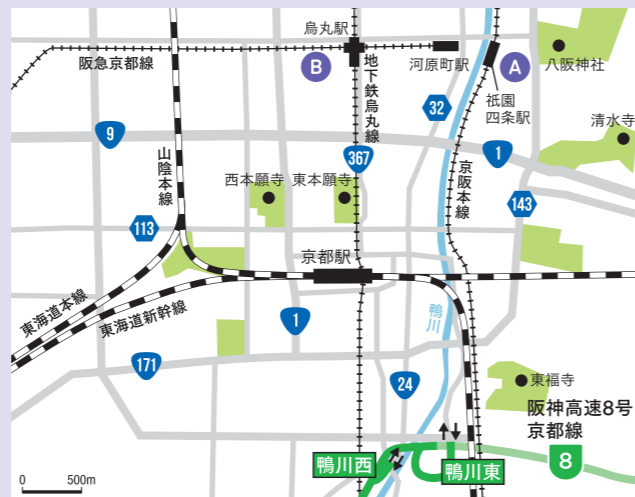 烏丸駅
阪急京都線
B
河原町駅
A
八阪神社
祇園
四条駅
地下鉄烏丸線
32
清水寺
9
367
1
山陰本線
京阪本線
西本願寺
東本願寺
143
113
京都駅
東海道本線
東海道新幹線
鴨川
1
171
24
東福寺
阪神高速8号
京都線
鴨川西
鴨川東
8
0 500m